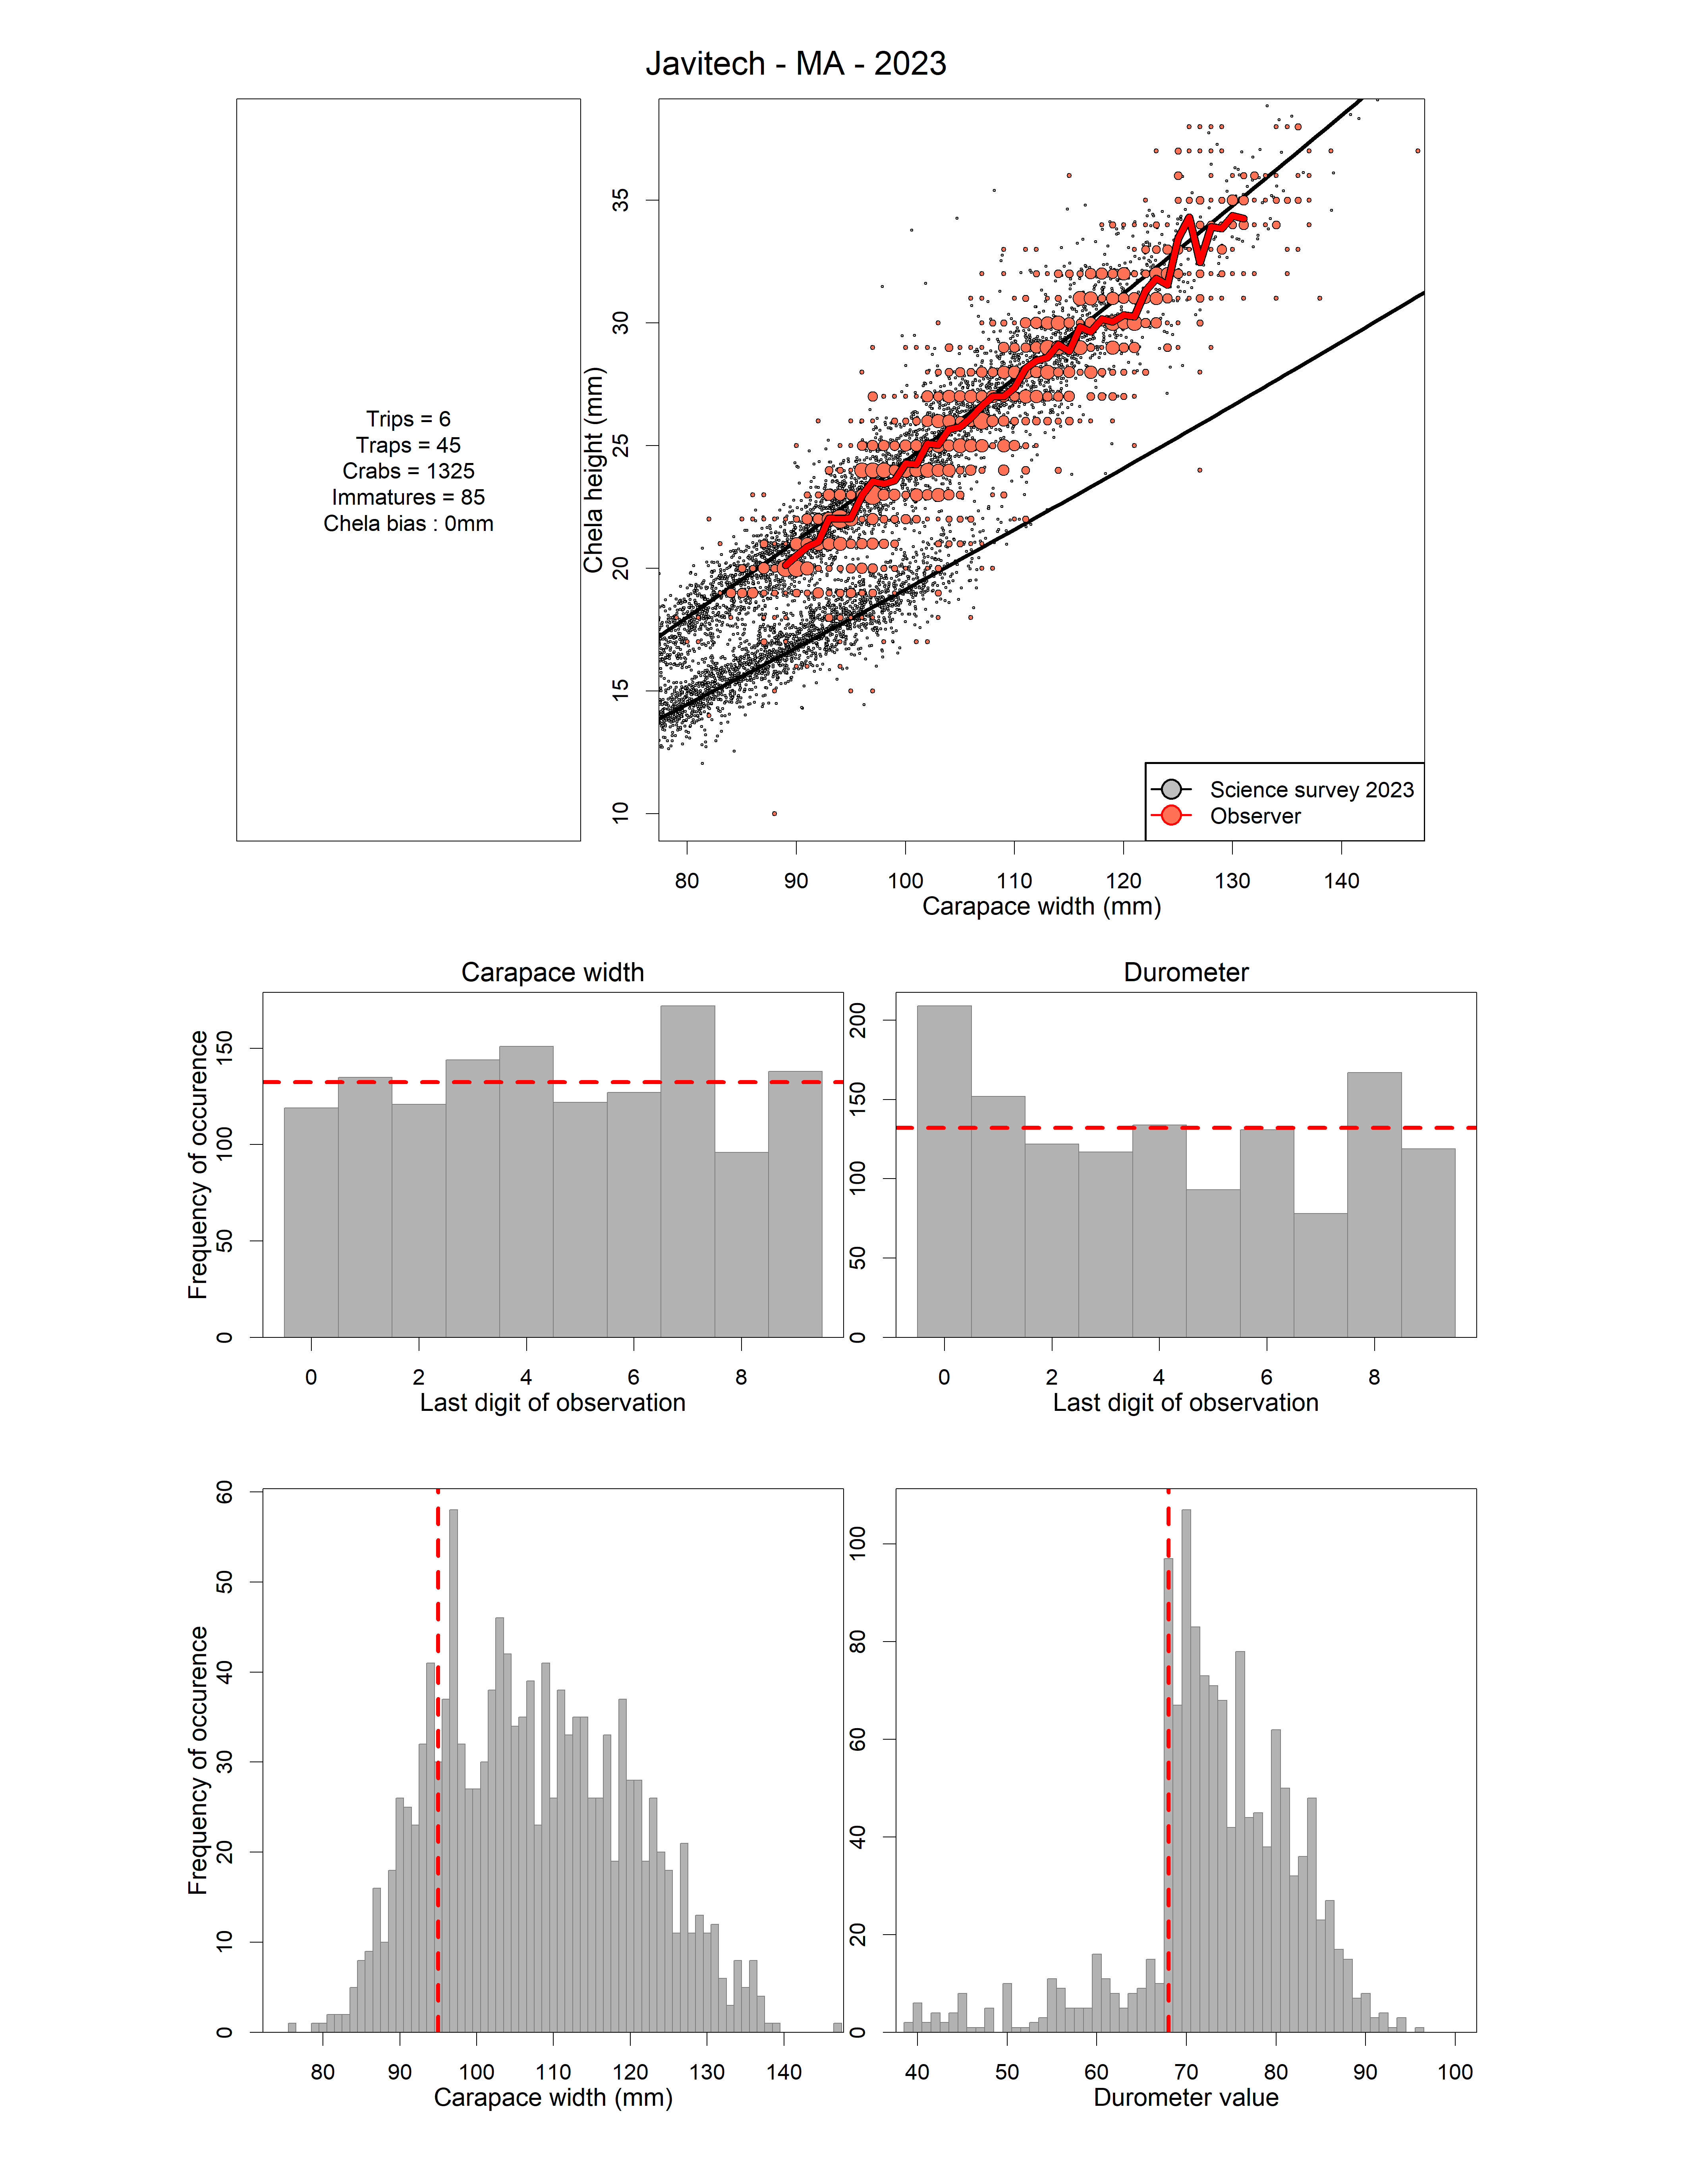 Javitech - MA - 2023
Trips = 6
Traps = 45
Crabs = 1325
Immatures = 85
Chela bias : 0mm
Chela height (mm)
35
30
25
20
15
10
Science survey 2023
Observer
80 90 100 110 120 130 140
Carapace width (mm)
Carapace width
Frequency of occurence
150
100
50
0
0 2 4 6 8
Last digit of observation
Durometer
200
150
100
50
0
0 2 4 6 8
Last digit of observation
Frequency of occurence
60
50
40
30
20
10
0
80 90 100 110 120 130 140
Carapace width (mm)
100
80
60
40
20
0
40 50 60 70 80 90 100
Durometer value